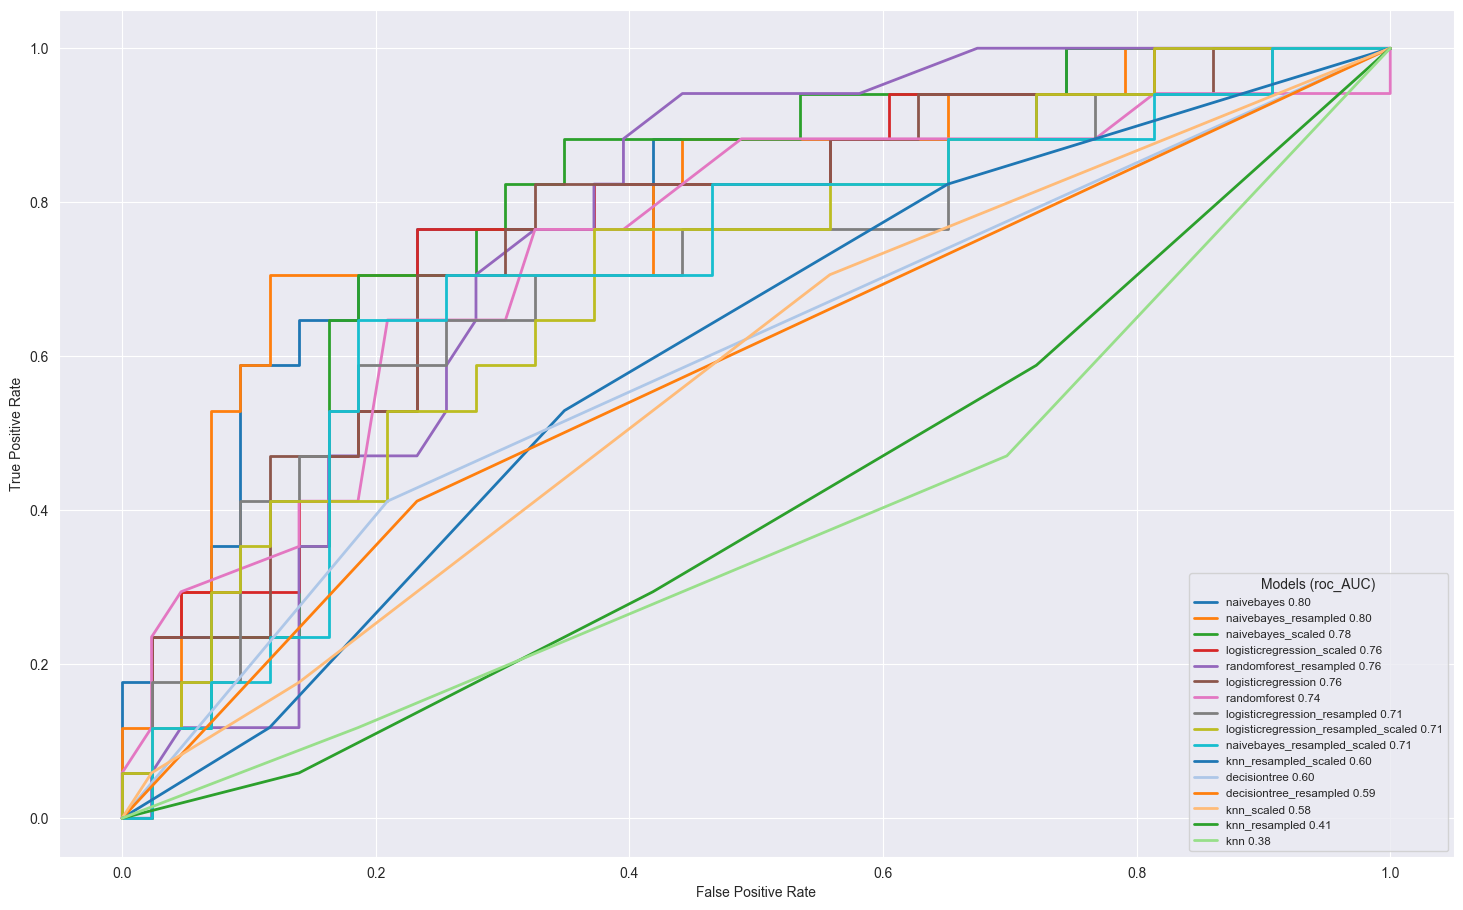 1.0
0.8
0.6
0.4
0.2
0.0
True Positive Rate
0.0 0.2 0.4 0.6 0.8 1.0
False Positive Rate
Models (roc_AUC)
naivebayes 0.80
naivebayes_resampled 0.80
naivebayes_scaled 0.78
logisticregression_scaled 0.76
randomforest_resampled 0.76
logisticregression 0.76
randomforest 0.74
logisticregression_resampled 0.71
logisticregression_resampled_scaled 0.71
naivebayes_resampled_scaled 0.71
knn_resampled_scaled 0.60
decisiontree 0.60
decisiontree_resampled 0.59
knn_scaled 0.58
knn_resampled 0.41
knn 0.38